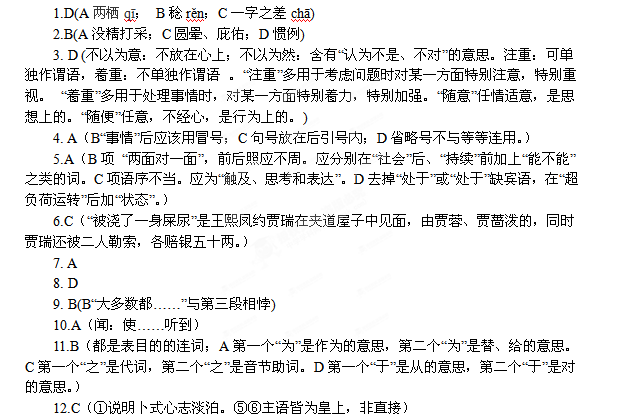 1.D(A 两栖 qī； B 稔 rěn；C 一字之差 chā)
2.B(A 没精打采；C 圆晕、庇佑；D 惯例)
3. D (不以为意：不放在心上；不以为然：含有“认为不是、不对”的意思。注重：可单
独作谓语，着重：不单独作谓语 。“注重”多用于考虑问题时对某一方面特别注意，特别重
视。 “着重”多用于处理事情时，对某一方面特别着力，特别加强。“随意”任情适意，是思
想上的。“随便”任意，不经心，是行为上的。)
4. A（B“事情”后应该用冒号；C 句号放在后引号内；D 省略号不与等等连用。）
5.A（B 项 “两面对一面”，前后照应不周。应分别在“社会”后、“持续”前加上“能不能”
之类的词。C 项语序不当。应为“触及、思考和表达”。D 去掉“处于”或“处于”缺宾语，在“超
负荷运转”后加“状态”。）
6.C（“被浇了一身屎尿”是王熙凤约贾瑞在夹道屋子中见面，由贾蓉、贾蔷泼的，同时
贾瑞还被二人勒索，各赔银五十两。）
7. A
8. D
9. B(B“大多数都……”与第三段相悖)
10.A（闻：使……听到）
11.B（都是表目的的连词；A 第一个“为”是作为的意思，第二个“为”是替、给的意思。
C 第一个“之”是代词，第二个“之”是音节助词。D 第一个“于”是从的意思，第二个“于”是对
的意思。）
12.C（①说明卜式心志淡泊。⑤⑥主语皆为皇上，非直接）